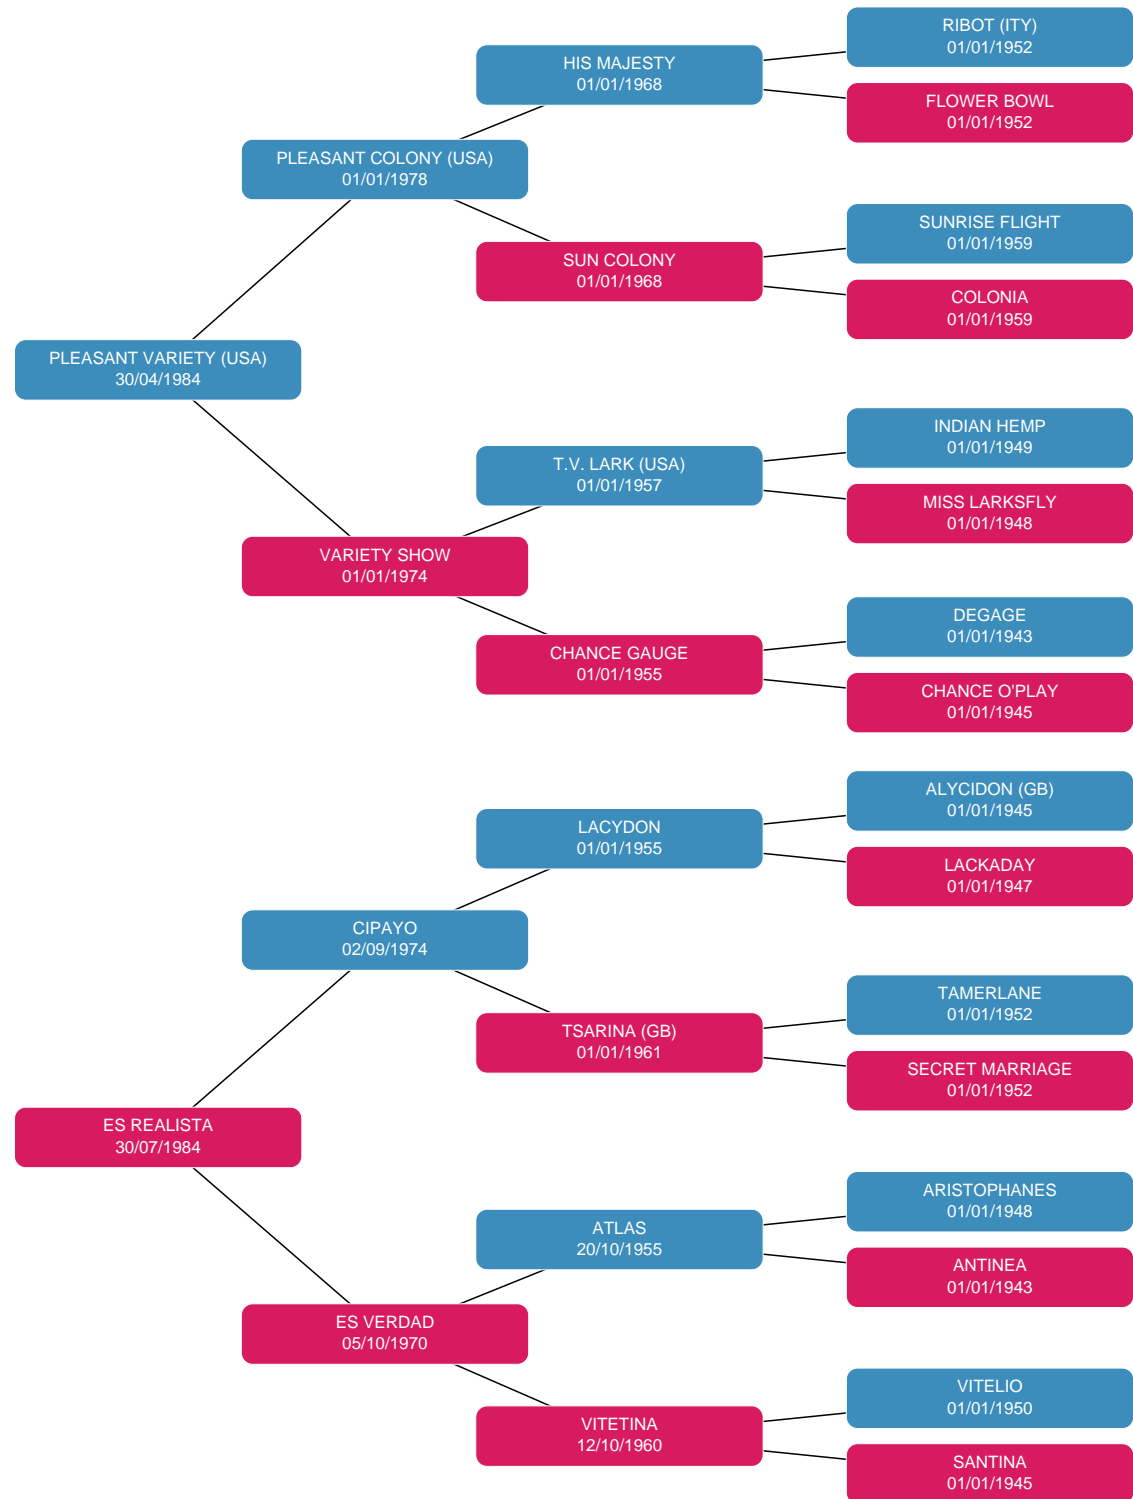 RIBOT (ITY)
01/01/1952
HIS MAJESTY
01/01/1968
FLOWER BOWL
01/01/1952
PLEASANT COLONY (USA)
01/01/1978
SUNRISE FLIGHT
01/01/1959
SUN COLONY
01/01/1968
COLONIA
01/01/1959
PLEASANT VARIETY (USA)
30/04/1984
INDIAN HEMP
01/01/1949
T.V. LARK (USA)
01/01/1957
MISS LARKSFLY
01/01/1948
VARIETY SHOW
01/01/1974
DEGAGE
01/01/1943
CHANCE GAUGE
01/01/1955
CHANCE O'PLAY
01/01/1945
ALYCIDON (GB)
01/01/1945
LACYDON
01/01/1955
LACKADAY
01/01/1947
CIPAYO
02/09/1974
TAMERLANE
01/01/1952
TSARINA (GB)
01/01/1961
SECRET MARRIAGE
01/01/1952
ES REALISTA
30/07/1984
ARISTOPHANES
01/01/1948
ATLAS
20/10/1955
ANTINEA
01/01/1943
ES VERDAD
05/10/1970
VITELIO
01/01/1950
VITETINA
12/10/1960
SANTINA
01/01/1945